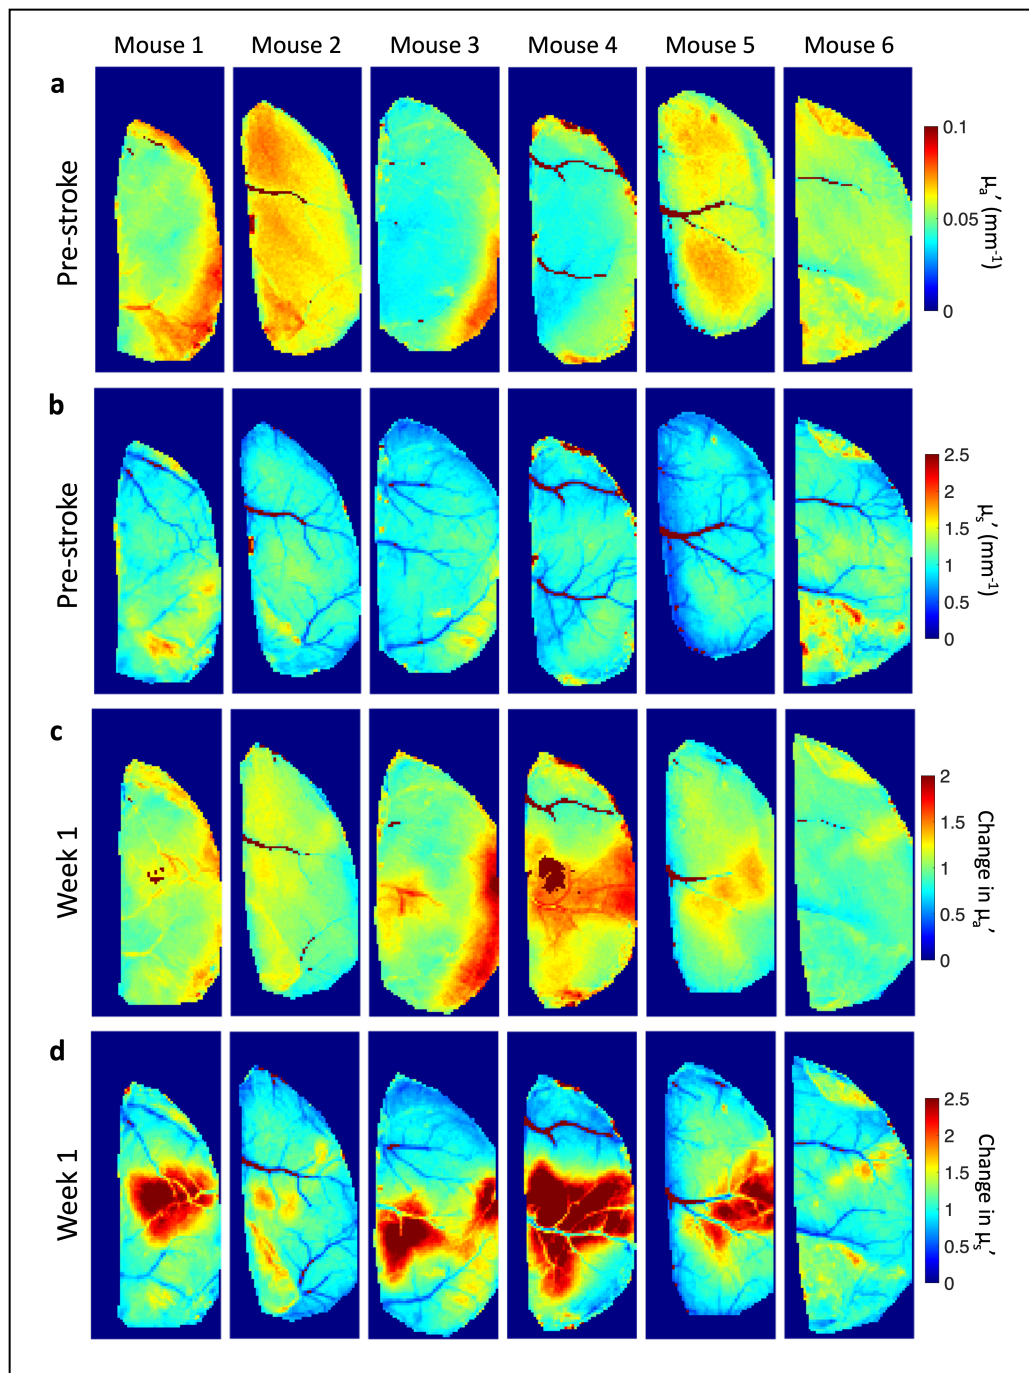 Mouse 1 Mouse 2 Mouse 3 Mouse 4 Mouse 5 Mouse 6
a
Pre-stroke
0.1
0.05
0
μa′ (mm-1)
b
Pre-stroke
2.5
2
1.5
1
0.5
0
μs′ (mm-1)
c
Week 1
2
1.5
1
0.5
0
Change in μa′
d
Week 1
2.5
2
1.5
1
0.5
0
Change in μs′